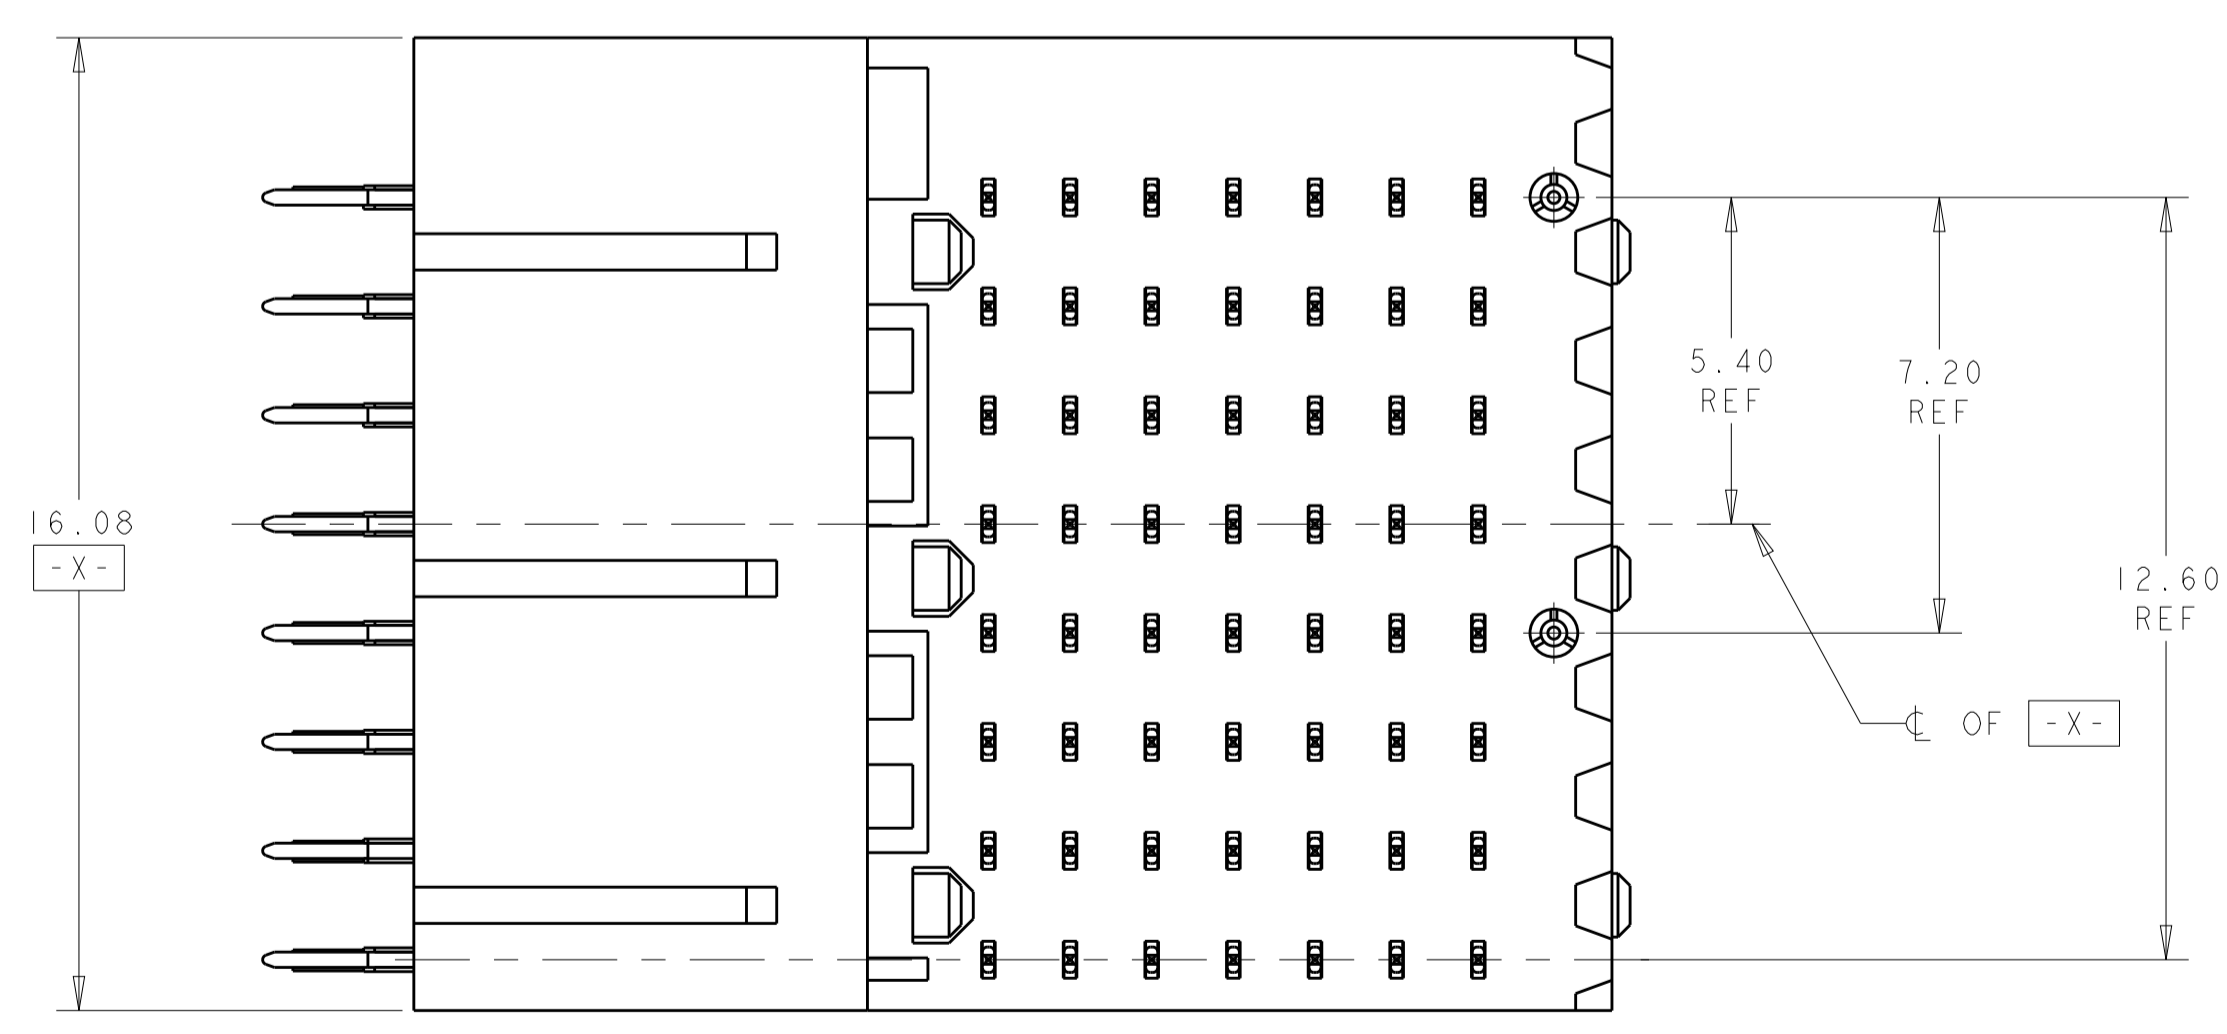 16.08
-X-
5.40
REF
7.20
REF
12.60
REF
℄ OF -X-